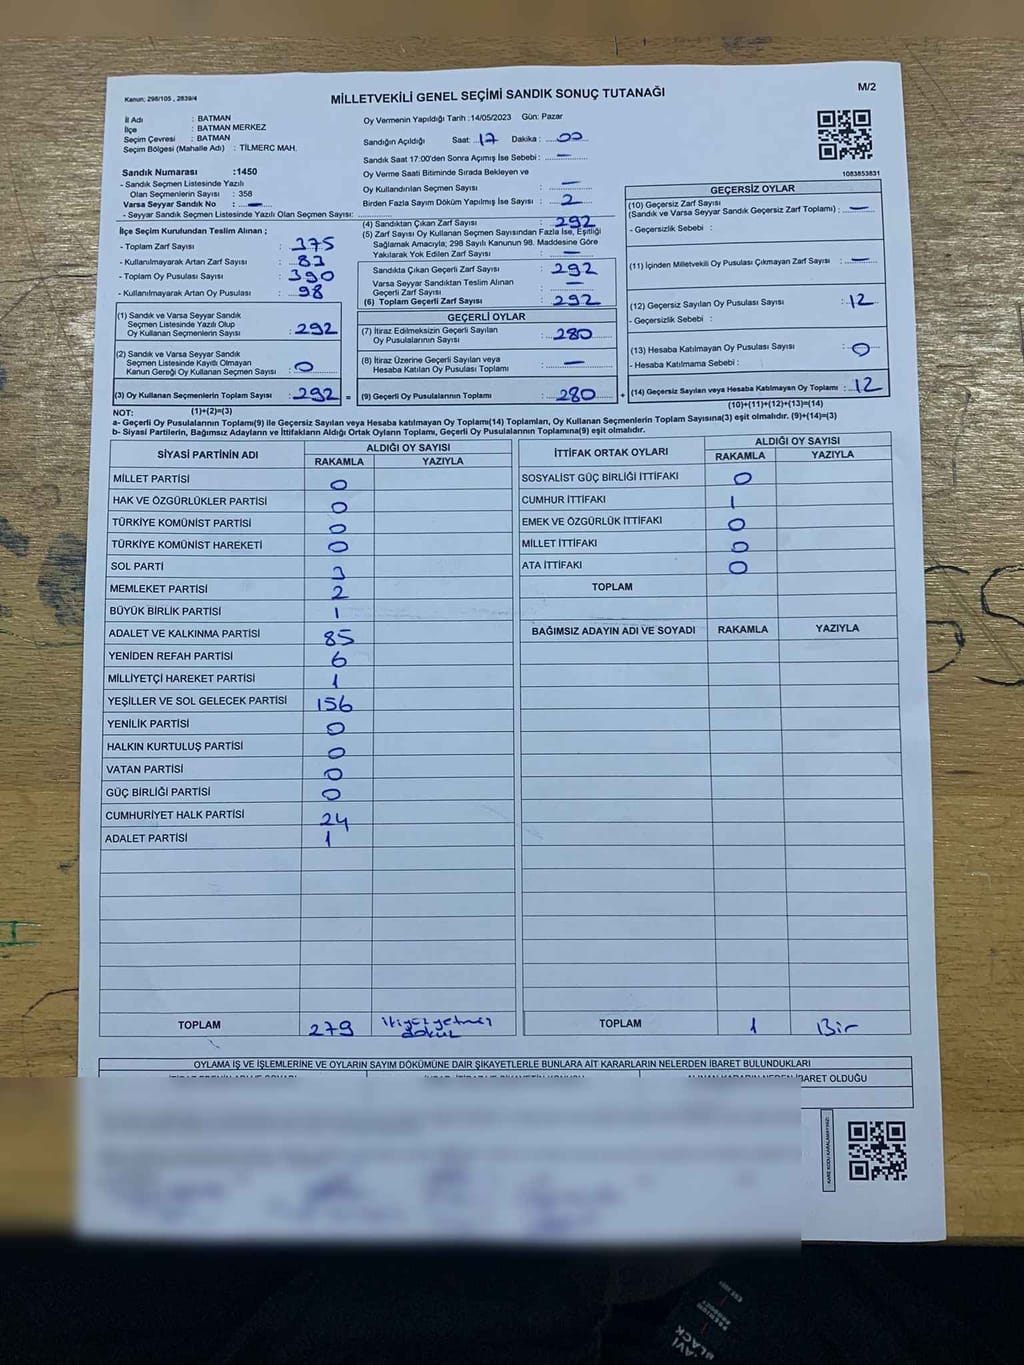 Kanun: 298/105 , 2839/4
MİLLETVEKİLİ GENEL SEÇİMİ SANDIK SONUÇ TUTANAĞI
M/2
İl Adı : BATMAN
İlçe : BATMAN MERKEZ
Seçim Çevresi : BATMAN
Seçim Bölgesi (Mahalle Adı) : TİLMERC MAH.
Sandık Numarası :1450
- Sandık Seçmen Listesinde Yazılı
Olan Seçmenlerin Sayısı : 358
Varsa Seyyar Sandık No : —
- Seyyar Sandık Seçmen Listesinde Yazılı Olan Seçmen Sayısı:
Oy Vermenin Yapıldığı Tarih :14/05/2023 Gün: Pazar
Sandığın Açıldığı Saat: 17 Dakika : 00
Sandık Saat 17:00'den Sonra Açımış İse Sebebi : —
Oy Verme Saati Bitiminde Sırada Bekleyen ve
Oy Kullandırılan Seçmen Sayısı : —
Birden Fazla Sayım Döküm Yapılmış İse Sayısı : 2
1083853831
İlçe Seçim Kurulundan Teslim Alınan ;
- Toplam Zarf Sayısı : 375
- Kullanılmayarak Artan Zarf Sayısı : 83
- Toplam Oy Pusulası Sayısı : 390
- Kullanılmayarak Artan Oy Pusulası : 98
(1) Sandık ve Varsa Seyyar Sandık
Seçmen Listesinde Yazılı Olup
Oy Kullanan Seçmenlerin Sayısı : 292
(2) Sandık ve Varsa Seyyar Sandık
Seçmen Listesinde Kayıtlı Olmayan
Kanun Gereği Oy Kullanan Seçmen Sayısı : 0
(3) Oy Kullanan Seçmenlerin Toplam Sayısı : 292 =
(1)+(2)=(3)
(4) Sandıktan Çıkan Zarf Sayısı : 292
(5) Zarf Sayısı Oy Kullanan Seçmen Sayısından Fazla İse, Eşitliği
Sağlamak Amacıyla; 298 Sayılı Kanunun 98. Maddesine Göre
Yakılarak Yok Edilen Zarf Sayısı : —
Sandıkta Çıkan Geçerli Zarf Sayısı : 292
Varsa Seyyar Sandıktan Teslim Alınan
Geçerli Zarf Sayısı : —
(6) Toplam Geçerli Zarf Sayısı : 292
GEÇERLİ OYLAR
(7) İtiraz Edilmeksizin Geçerli Sayılan
Oy Pusulalarının Sayısı : 280
(8) İtiraz Üzerine Geçerli Sayılan veya
Hesaba Katılan Oy Pusulası Toplamı : —
(9) Geçerli Oy Pusulalarının Toplamı : 280 +
GEÇERSİZ OYLAR
(10) Geçersiz Zarf Sayısı
(Sandık ve Varsa Seyyar Sandık Geçersiz Zarf Toplamı) : —
- Geçersizlik Sebebi :
(11) İçinden Milletvekili Oy Pusulası Çıkmayan Zarf Sayısı : —
(12) Geçersiz Sayılan Oy Pusulası Sayısı : 12
- Geçersizlik Sebebi :
(13) Hesaba Katılmayan Oy Pusulası Sayısı : 0
- Hesaba Katılmama Sebebi :
(14) Geçersiz Sayılan veya Hesaba Katılmayan Oy Toplamı : 12
(10)+(11)+(12)+(13)=(14)
NOT:
a- Geçerli Oy Pusulalarının Toplamı(9) ile Geçersiz Sayılan veya Hesaba katılmayan Oy Toplamı(14) Toplamları, Oy Kullanan Seçmenlerin Toplam Sayısına(3) eşit olmalıdır. (9)+(14)=(3)
b- Siyasi Partilerin, Bağımsız Adayların ve İttifakların Aldığı Oy Sayısı Toplamı, Geçerli Oy Pusulalarının Toplamına(9) eşit olmalıdır.
SİYASİ PARTİNİN ADI ALDIĞI OY SAYISI
RAKAMLA YAZIYLA
MİLLET PARTİSİ 0
HAK VE ÖZGÜRLÜKLER PARTİSİ 0
TÜRKİYE KOMÜNİST PARTİSİ 0
TÜRKİYE KOMÜNİST HAREKETİ 0
SOL PARTİ 3
MEMLEKET PARTİSİ 2
BÜYÜK BİRLİK PARTİSİ 1
ADALET VE KALKINMA PARTİSİ 85
YENİDEN REFAH PARTİSİ 6
MİLLİYETÇİ HAREKET PARTİSİ 1
YEŞİLLER VE SOL GELECEK PARTİSİ 156
YENİLİK PARTİSİ 0
HALKIN KURTULUŞ PARTİSİ 0
VATAN PARTİSİ 0
GÜÇ BİRLİĞİ PARTİSİ 0
CUMHURİYET HALK PARTİSİ 24
ADALET PARTİSİ 1
TOPLAM 279 ikiyüzyetmiş dokuz
İTTİFAK ORTAK OYLARI ALDIĞI OY SAYISI
RAKAMLA YAZIYLA
SOSYALİST GÜÇ BİRLİĞİ İTTİFAKI 0
CUMHUR İTTİFAKI 1
EMEK VE ÖZGÜRLÜK İTTİFAKI 0
MİLLET İTTİFAKI 0
ATA İTTİFAKI 0
TOPLAM
BAĞIMSIZ ADAYIN ADI VE SOYADI RAKAMLA YAZIYLA
TOPLAM 1 Bir
OYLAMA İŞ VE İŞLEMLERİNE VE OYLARIN SAYIM DÖKÜMÜNE DAİR ŞİKAYETLERLE BUNLARA AİT KARARLARIN NELERDEN İBARET BULUNDUKLARI
ALINAN KARARIN NEDEN İBARET OLDUĞU